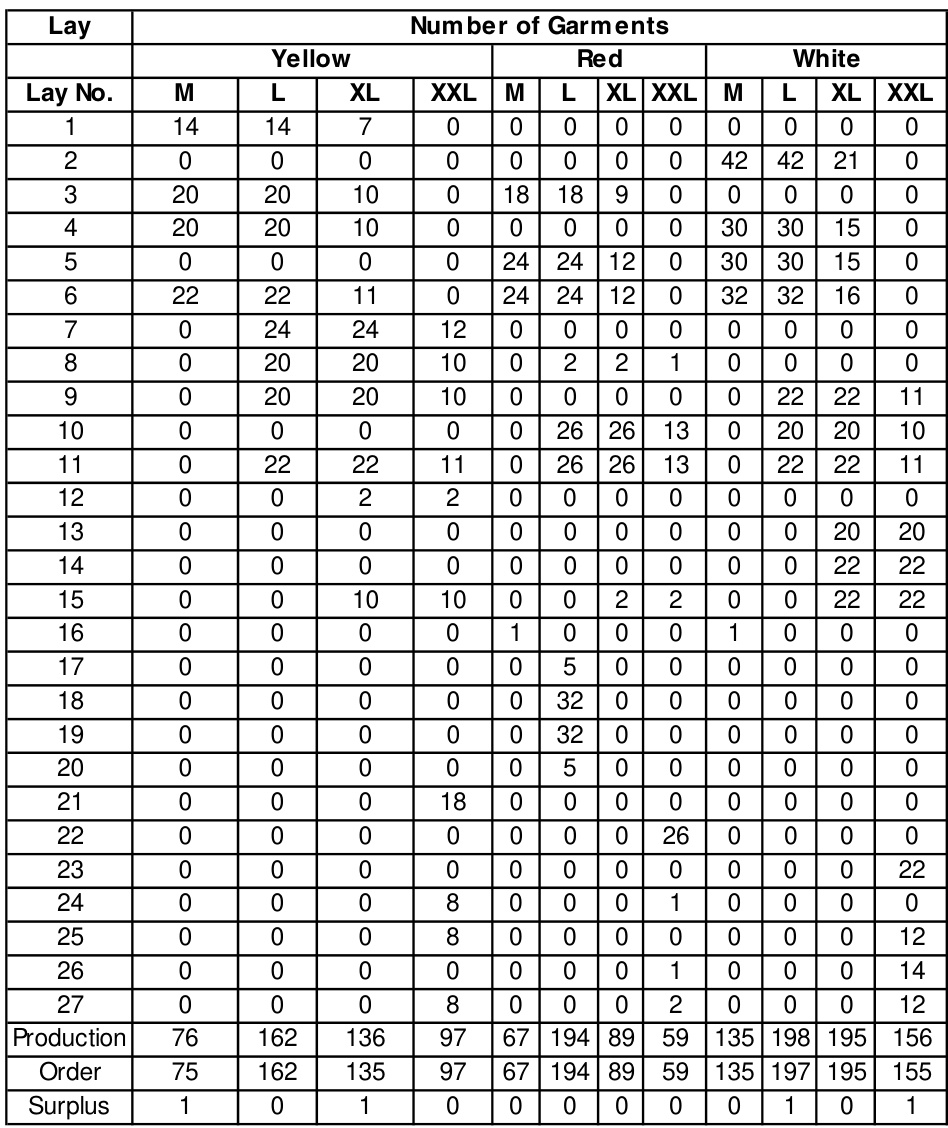 Lay Number of Garments
Yellow Red White
Lay No. M L XL XXL M L XL XXL M L XL XXL
1 14 14 7 0 0 0 0 0 0 0 0 0
2 0 0 0 0 0 0 0 0 42 42 21 0
3 20 20 10 0 18 18 9 0 0 0 0 0
4 20 20 10 0 0 0 0 0 30 30 15 0
5 0 0 0 0 24 24 12 0 30 30 15 0
6 22 22 11 0 24 24 12 0 32 32 16 0
7 0 24 24 12 0 0 0 0 0 0 0 0
8 0 20 20 10 0 2 2 1 0 0 0 0
9 0 20 20 10 0 0 0 0 0 22 22 11
10 0 0 0 0 0 26 26 13 0 20 20 10
11 0 22 22 11 0 26 26 13 0 22 22 11
12 0 0 2 2 0 0 0 0 0 0 0 0
13 0 0 0 0 0 0 0 0 0 0 20 20
14 0 0 0 0 0 0 0 0 0 0 22 22
15 0 0 10 10 0 0 2 2 0 0 22 22
16 0 0 0 0 1 0 0 0 1 0 0 0
17 0 0 0 0 0 5 0 0 0 0 0 0
18 0 0 0 0 0 32 0 0 0 0 0 0
19 0 0 0 0 0 32 0 0 0 0 0 0
20 0 0 0 0 0 5 0 0 0 0 0 0
21 0 0 0 18 0 0 0 0 0 0 0 0
22 0 0 0 0 0 0 0 26 0 0 0 0
23 0 0 0 0 0 0 0 0 0 0 0 22
24 0 0 0 8 0 0 0 1 0 0 0 0
25 0 0 0 8 0 0 0 0 0 0 0 12
26 0 0 0 0 0 0 0 1 0 0 0 14
27 0 0 0 8 0 0 0 2 0 0 0 12
Production 76 162 136 97 67 194 89 59 135 198 195 156
Order 75 162 135 97 67 194 89 59 135 197 195 155
Surplus 1 0 1 0 0 0 0 0 0 1 0 1